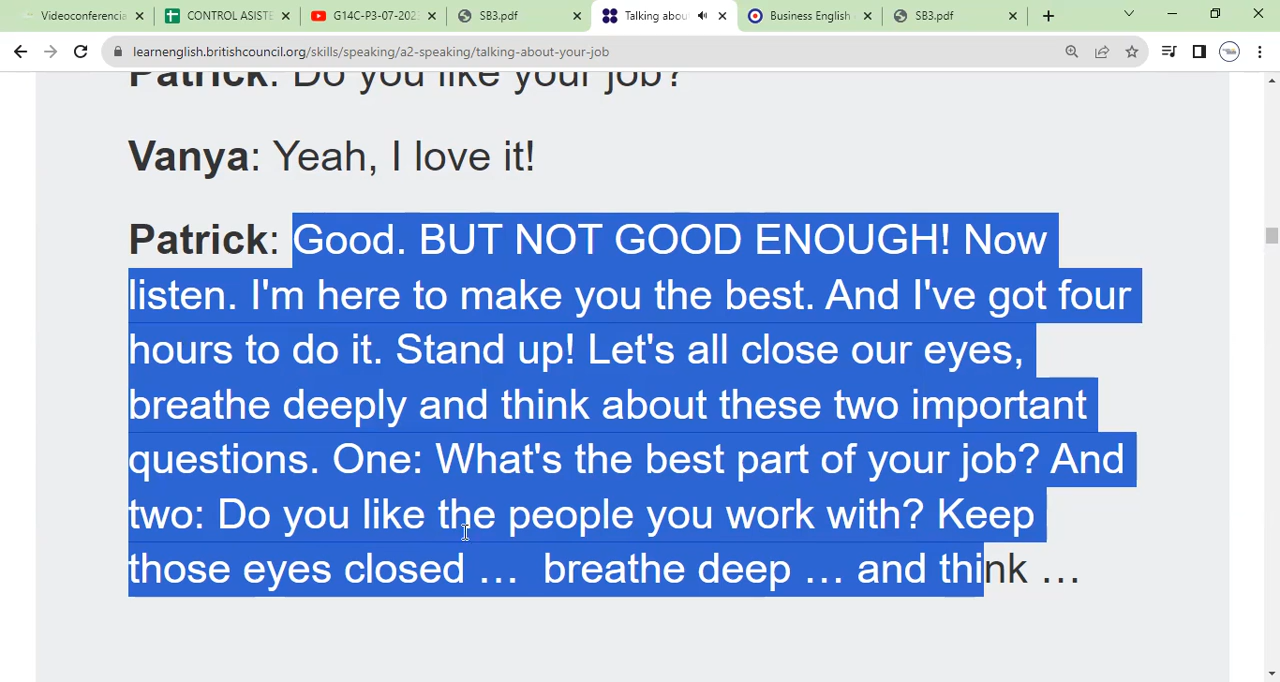 Videoconferencia
CONTROL ASISTE
G14C-P3-07-202
SB3.pdf
Talking abou
Business English -
SB3.pdf
learnenglish.britishcouncil.org/skills/speaking/a2-speaking/talking-about-your-job
Patrick: Do you like your job?
Vanya: Yeah, I love it!
Patrick: Good. BUT NOT GOOD ENOUGH! Now
listen. I'm here to make you the best. And I've got four
hours to do it. Stand up! Let's all close our eyes,
breathe deeply and think about these two important
questions. One: What's the best part of your job? And
two: Do you like the people you work with? Keep
those eyes closed … breathe deep … and think …